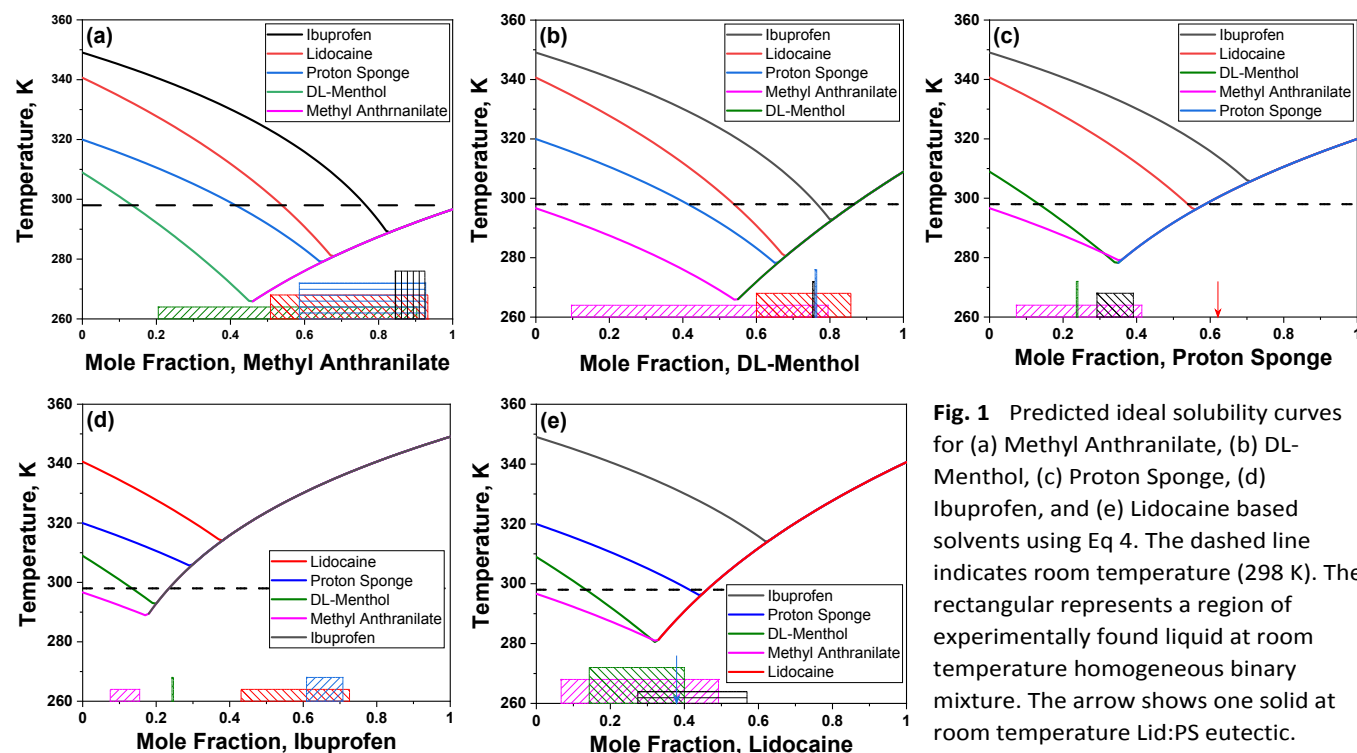 (a)
Ibuprofen
Lidocaine
Proton Sponge
DL-Menthol
Methyl Anthrnanilate
360
340
320
300
280
260
0
0.2
0.4
0.6
0.8
1
Temperature, K
Mole Fraction, Methyl Anthranilate
(b)
Ibuprofen
Lidocaine
Proton Sponge
Methyl Anthranilate
DL-Menthol
360
340
320
300
280
260
0
0.2
0.4
0.6
0.8
1
Temperature, K
Mole Fraction, DL-Menthol
(c)
Ibuprofen
Lidocaine
DL-Menthol
Methyl Anthranilate
Proton Sponge
360
340
320
300
280
260
0
0.2
0.4
0.6
0.8
1
Temperature, K
Mole Fraction, Proton Sponge
(d)
Lidocaine
Proton Sponge
DL-Menthol
Methyl Anthranilate
Ibuprofen
360
340
320
300
280
260
0
0.2
0.4
0.6
0.8
1
Temperature, K
Mole Fraction, Ibuprofen
(e)
Ibuprofen
Proton Sponge
DL-Menthol
Methyl Anthranilate
Lidocaine
360
340
320
300
280
260
0
0.2
0.4
0.6
0.8
1
Temperature, K
Mole Fraction, Lidocaine
Fig. 1 Predicted ideal solubility curves
for (a) Methyl Anthranilate, (b) DL-
Menthol, (c) Proton Sponge, (d)
Ibuprofen, and (e) Lidocaine based
solvents using Eq 4. The dashed line
indicates room temperature (298 K). The
rectangular represents a region of
experimentally found liquid at room
temperature homogeneous binary
mixture. The arrow shows one solid at
room temperature Lid:PS eutectic.